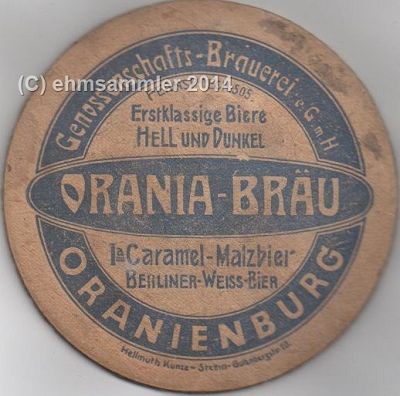 Genossenschafts-Brauerei e.G.m.H.
(C) ehmsammler 2014
Erstklassige Biere
HELL UND DUNKEL
ORANIA-BRÄU
Ia Caramel-Malzbier
BERLINER-WEISS-BIER
ORANIENBURG
Hellmuth Kunze - Stettin